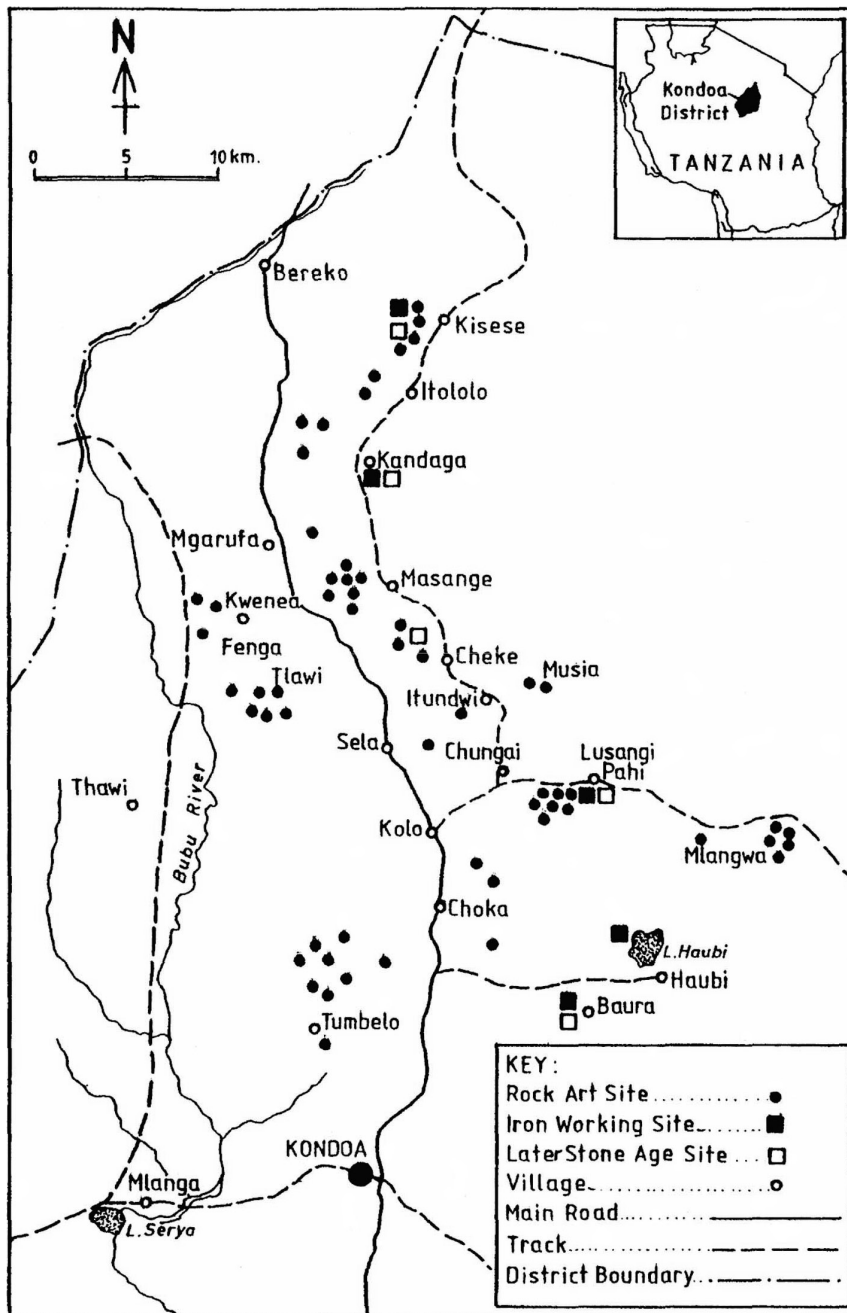 N
0 5 10 km.
Kondoa
District
TANZANIA
Bereko
Kisese
Itololo
Kandaga
Mgarufa
Masange
Kwenea
Fenga
Cheke
Musia
Tlawi
Itundwi
Sela
Chungai
Lusangi
Pahi
Thawi
Bubu River
Kolo
Mlangwa
Choka
L.Haubi
Haubi
Baura
Tumbelo
KONDOA
Mlanga
L.Serya
KEY:
Rock Art Site
Iron Working Site
Later Stone Age Site
Village
Main Road
Track
District Boundary